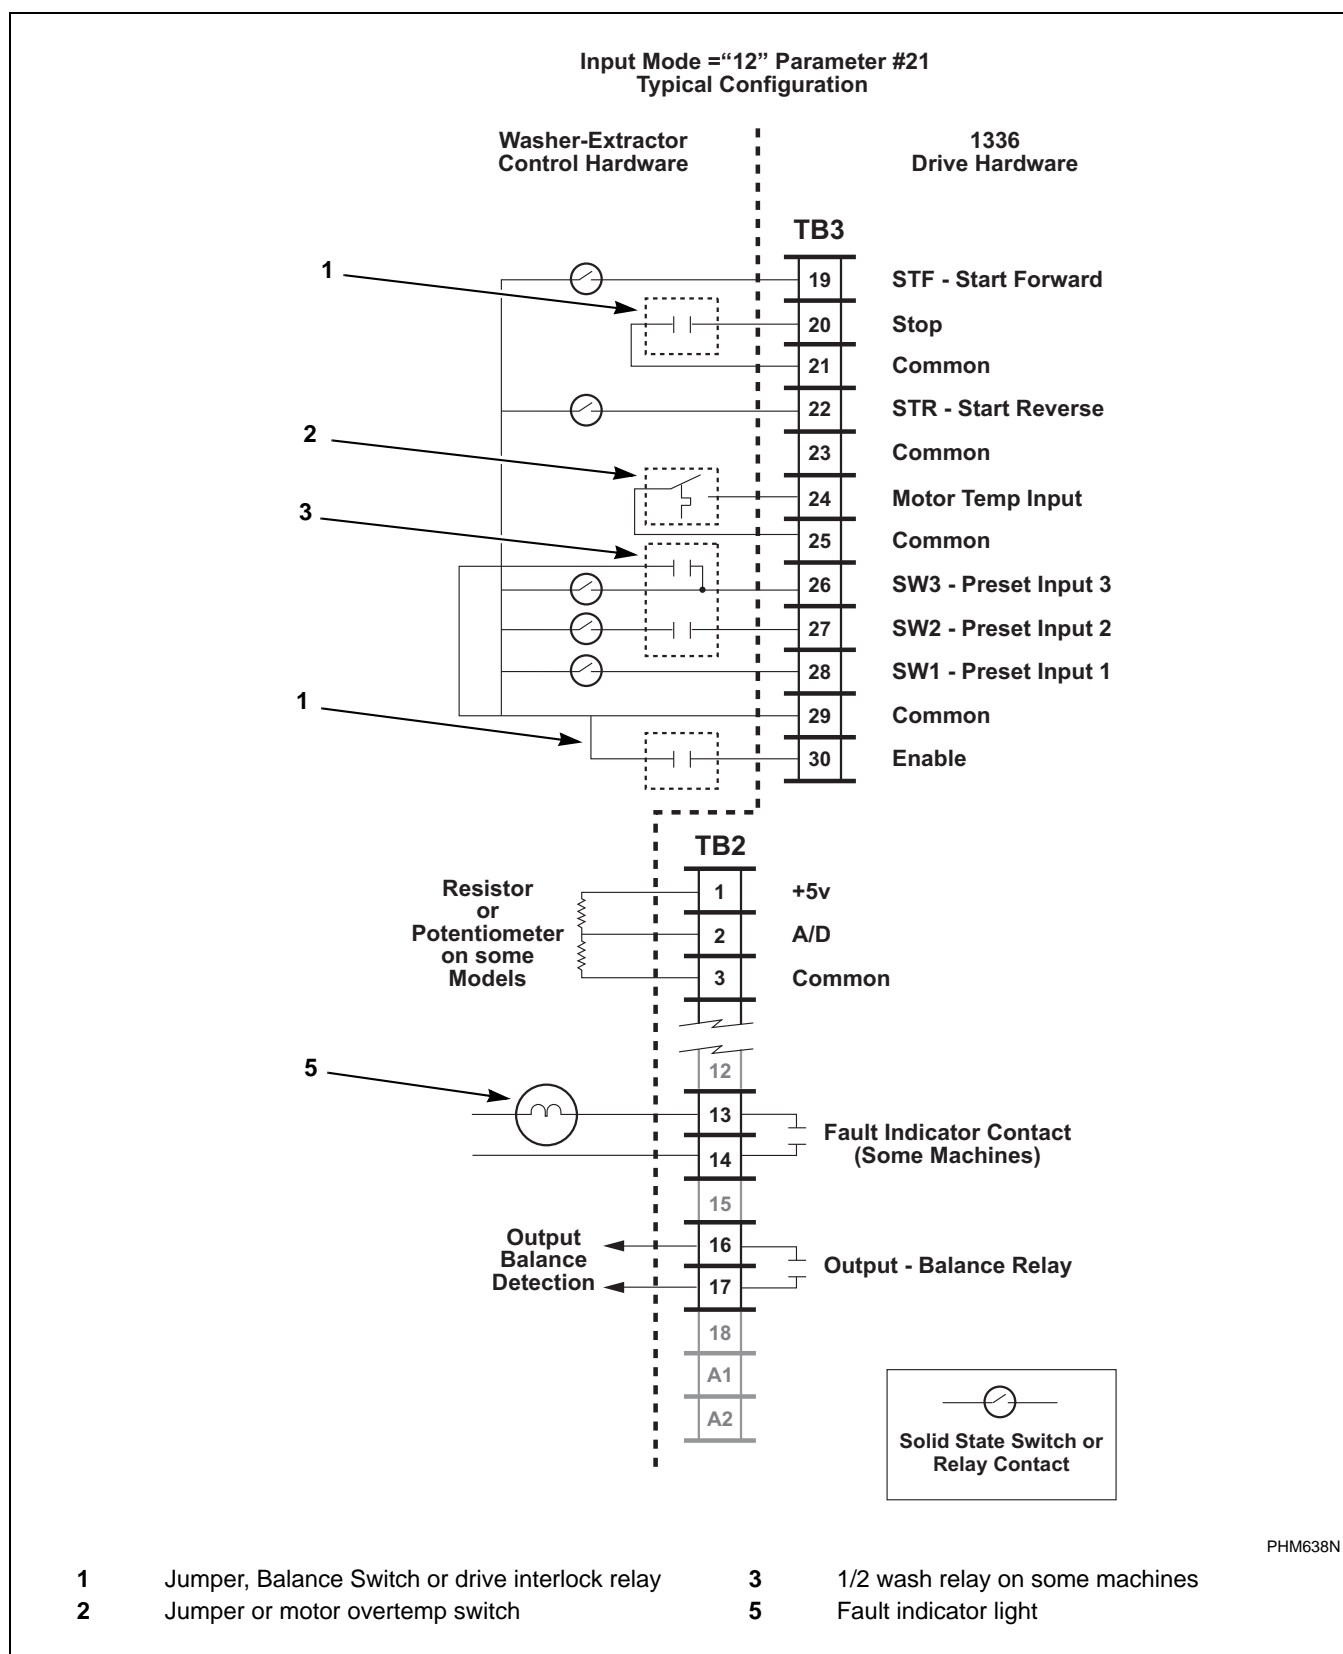 Input Mode =“12” Parameter #21
Typical Configuration
Washer-Extractor
Control Hardware
1336
Drive Hardware
TB3
1
19 STF - Start Forward
20 Stop
21 Common
22 STR - Start Reverse
2
23 Common
24 Motor Temp Input
3
25 Common
26 SW3 - Preset Input 3
27 SW2 - Preset Input 2
28 SW1 - Preset Input 1
1
29 Common
30 Enable
TB2
Resistor
or
Potentiometer
on some
Models
1 +5v
2 A/D
3 Common
12
5
13
14
Fault Indicator Contact
(Some Machines)
15
Output
Balance
Detection
16
17
Output - Balance Relay
18
A1
A2
Solid State Switch or
Relay Contact
PHM638N
1 Jumper, Balance Switch or drive interlock relay
3 1/2 wash relay on some machines
2 Jumper or motor overtemp switch
5 Fault indicator light